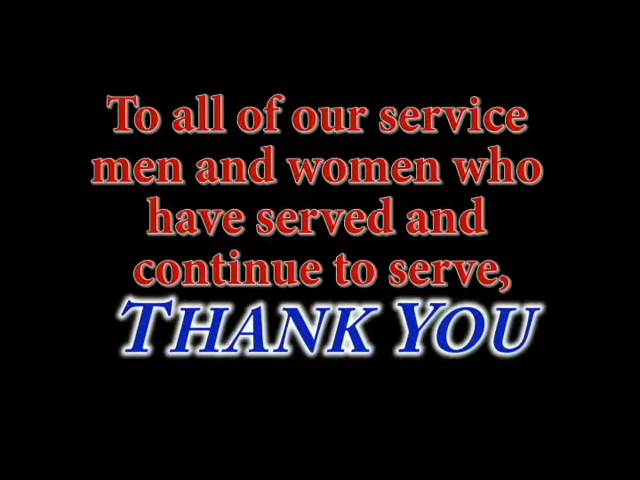 To all of our service
men and women who
have served and
continue to serve,
THANK YOU